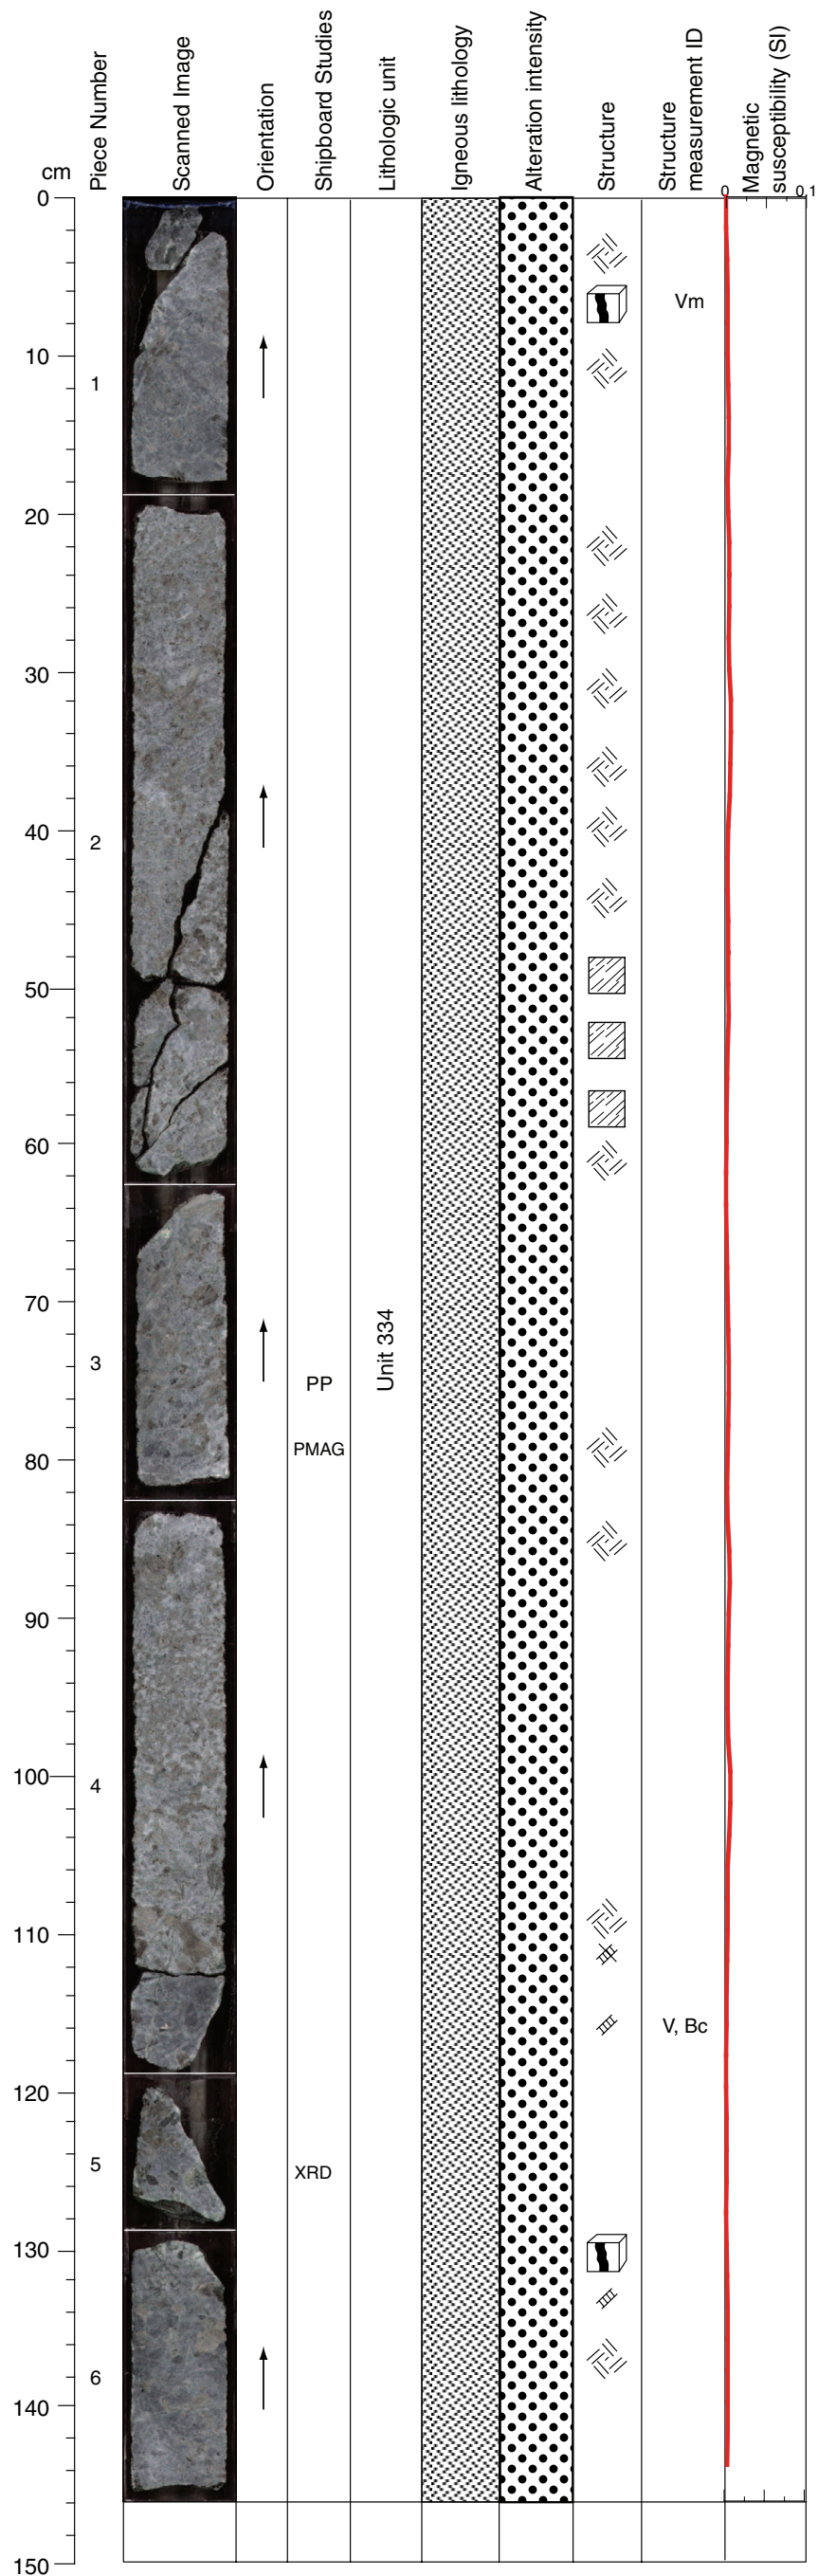 cm
Piece Number
Scanned Image
Orientation
Shipboard Studies
Lithologic unit
Igneous lithology
Alteration intensity
Structure
Structure
measurement ID
Magnetic
susceptibility (SI)
0
0.1
0
Vm
10
1
20
30
40
2
50
60
70
Unit 334
3
PP
PMAG
80
90
100
4
110
V, Bc
120
5
XRD
130
6
140
150